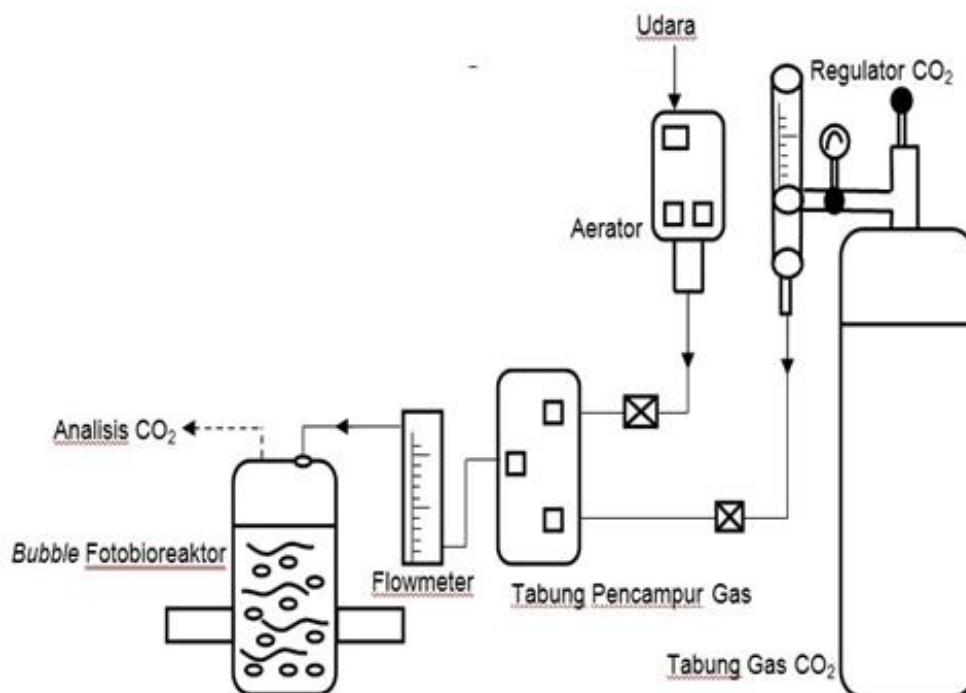 Udara
Regulator CO₂
Aerator
Analisis CO₂
Bubble Fotobioreaktor
Flowmeter
Tabung Pencampur Gas
Tabung Gas CO₂